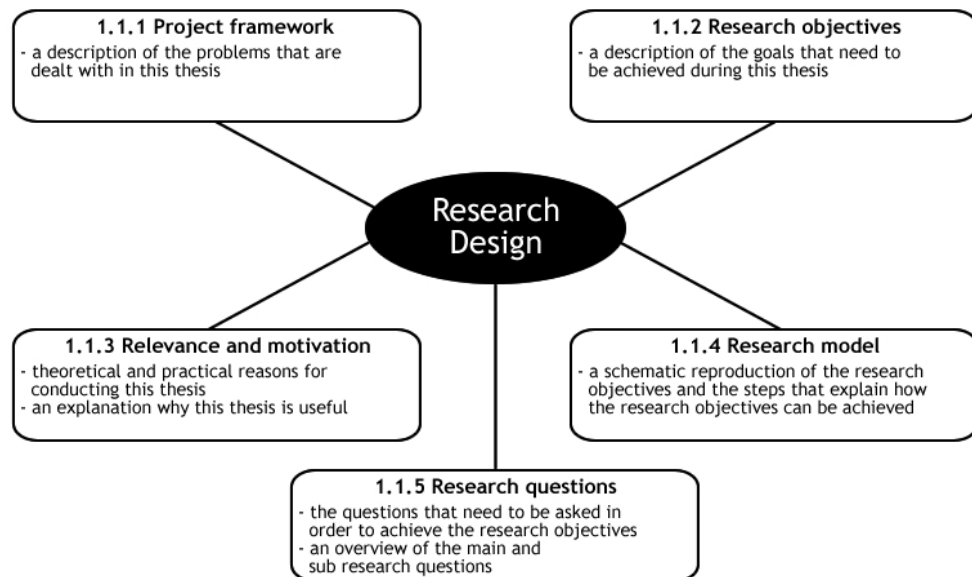 1.1.1 Project framework
- a description of the problems that are
dealt with in this thesis
1.1.2 Research objectives
- a description of the goals that need to
be achieved during this thesis
Research
Design
1.1.3 Relevance and motivation
- theoretical and practical reasons for
conducting this thesis
- an explanation why this thesis is useful
1.1.4 Research model
- a schematic reproduction of the research
objectives and the steps that explain how
the research objectives can be achieved
1.1.5 Research questions
- the questions that need to be asked in
order to achieve the research objectives
- an overview of the main and
sub research questions